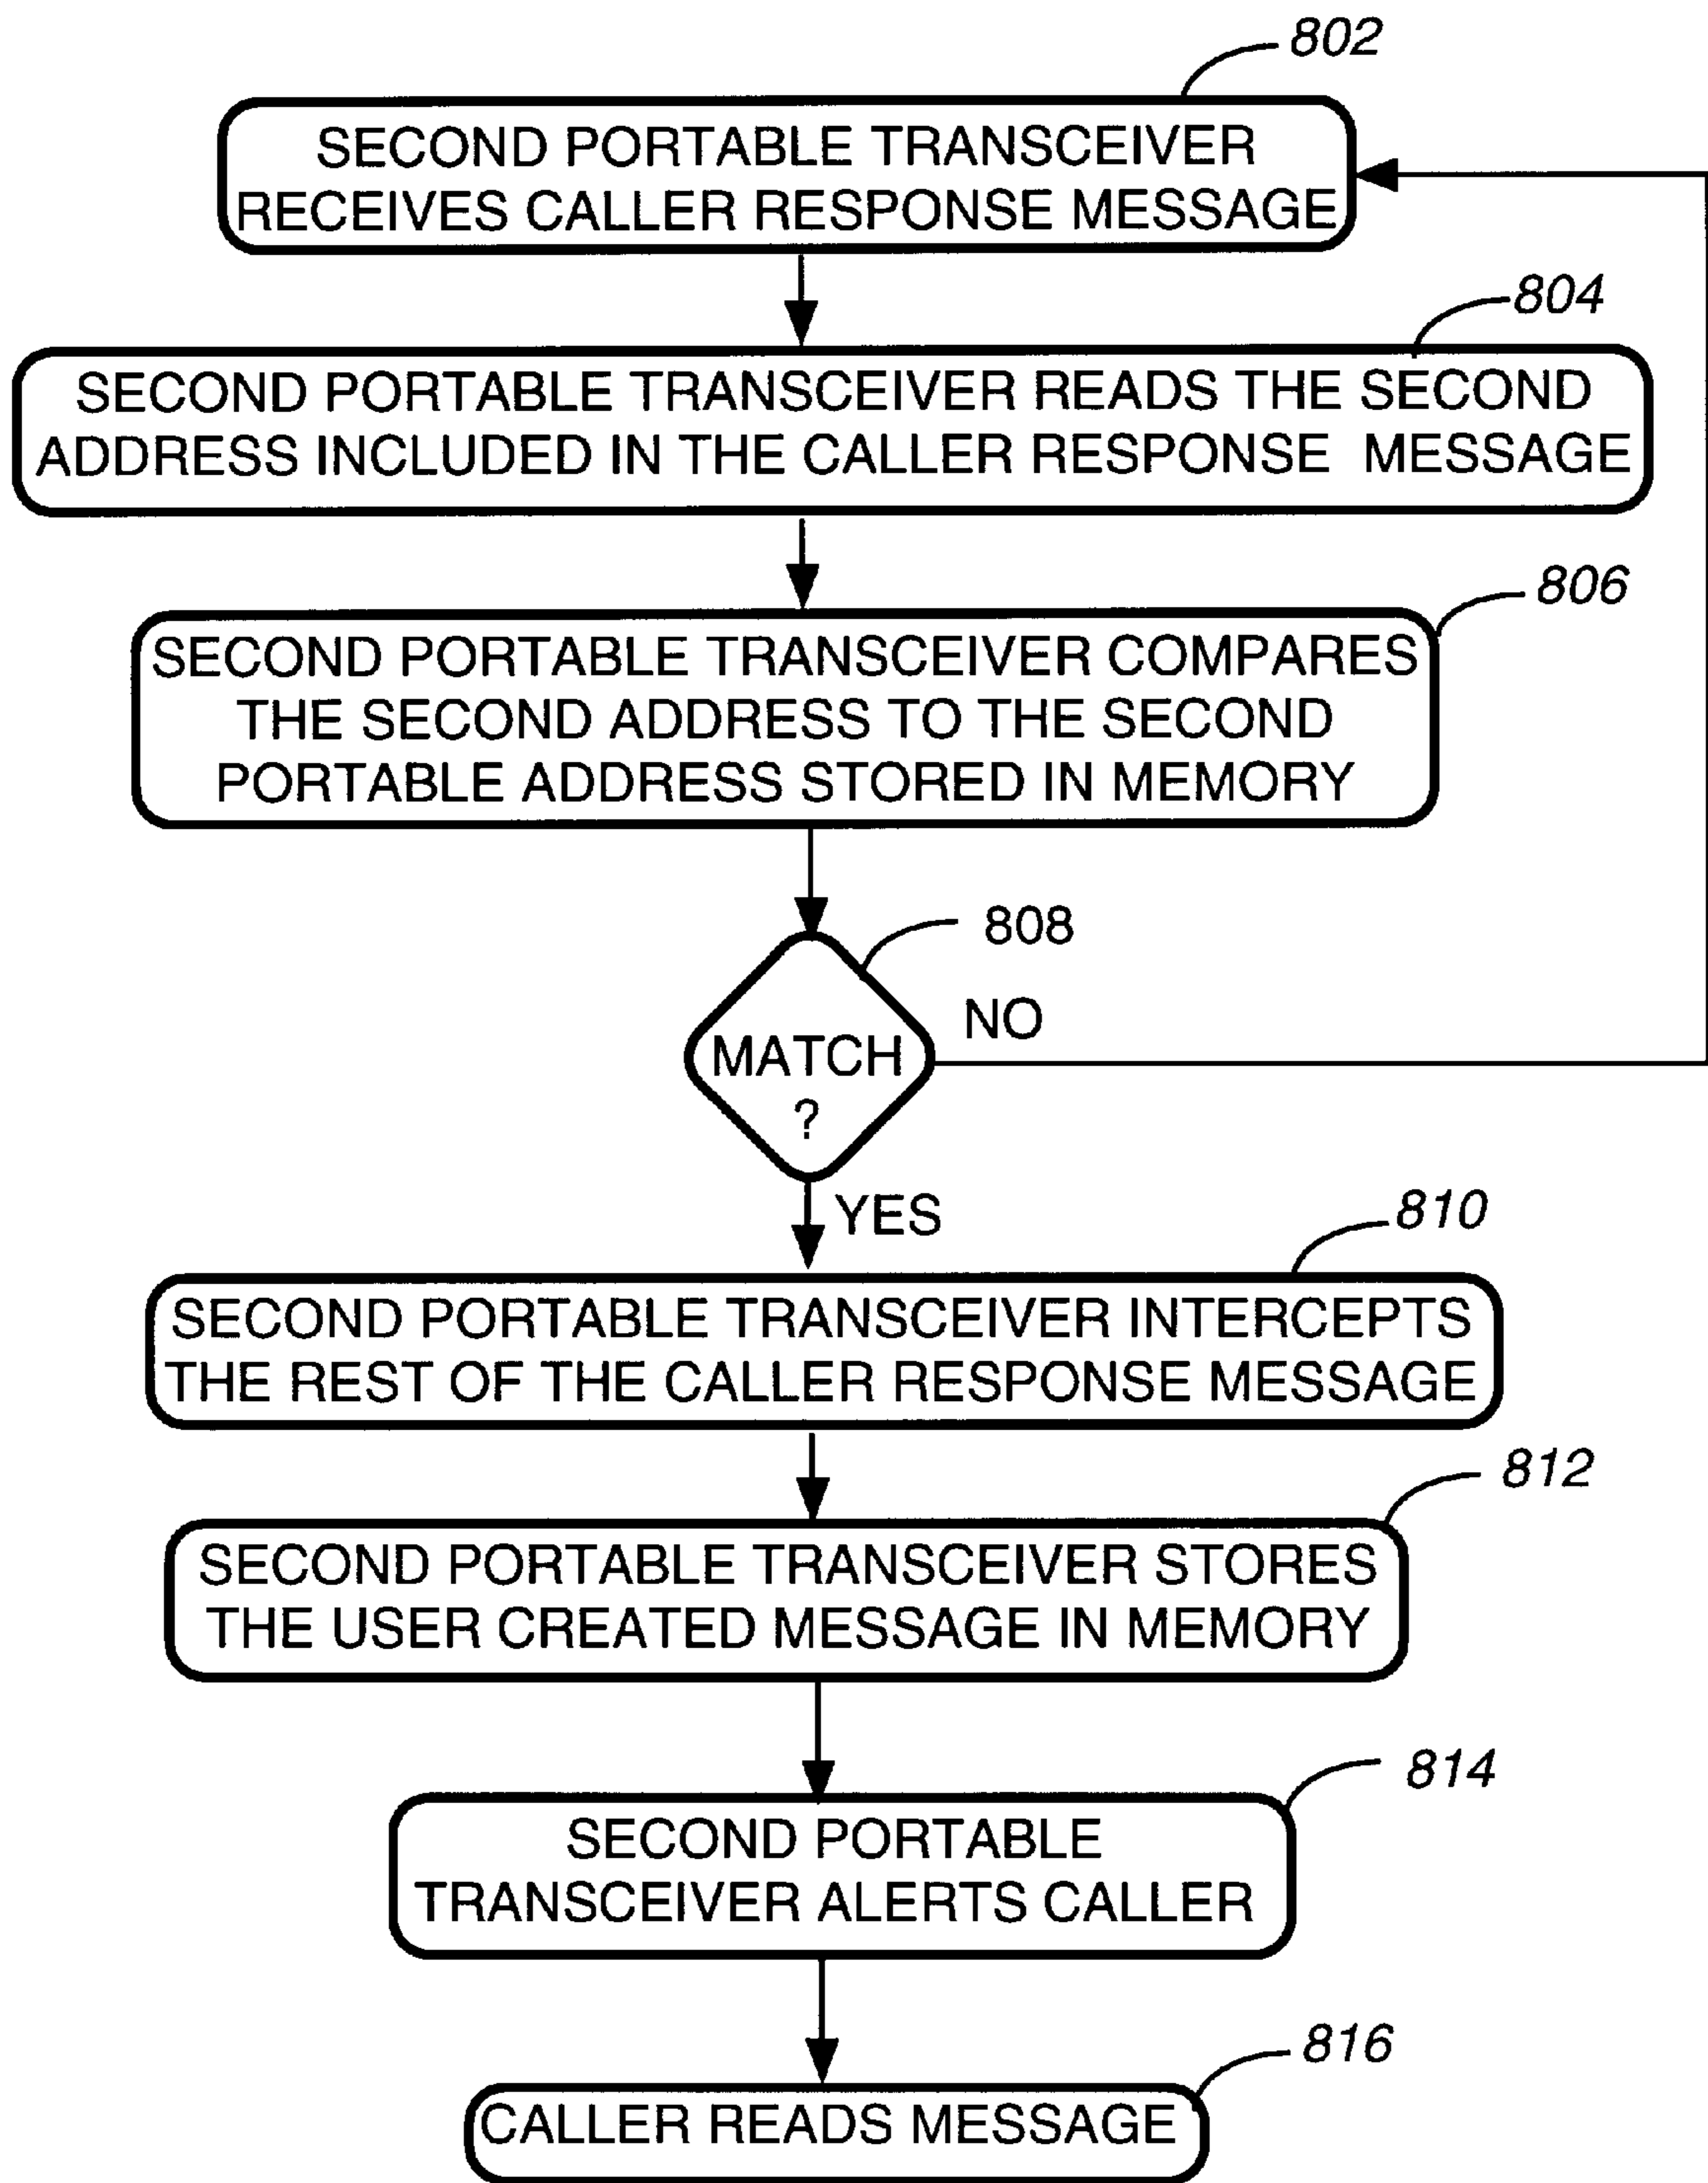 802
SECOND PORTABLE TRANSCEIVER
RECEIVES CALLER RESPONSE MESSAGE
804
SECOND PORTABLE TRANSCEIVER READS THE SECOND
ADDRESS INCLUDED IN THE CALLER RESPONSE MESSAGE
806
SECOND PORTABLE TRANSCEIVER COMPARES
THE SECOND ADDRESS TO THE SECOND
PORTABLE ADDRESS STORED IN MEMORY
808
NO
MATCH
?
YES
810
SECOND PORTABLE TRANSCEIVER INTERCEPTS
THE REST OF THE CALLER RESPONSE MESSAGE
812
SECOND PORTABLE TRANSCEIVER STORES
THE USER CREATED MESSAGE IN MEMORY
814
SECOND PORTABLE
TRANSCEIVER ALERTS CALLER
816
CALLER READS MESSAGE